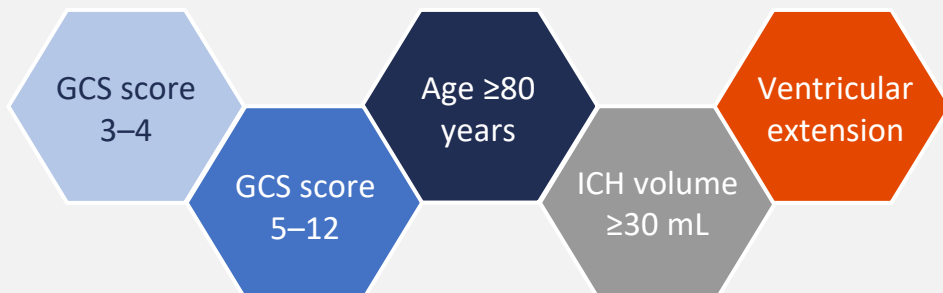 GCS score
3–4
GCS score
5–12
Age ≥80
years
ICH volume
≥30 mL
Ventricular
extension